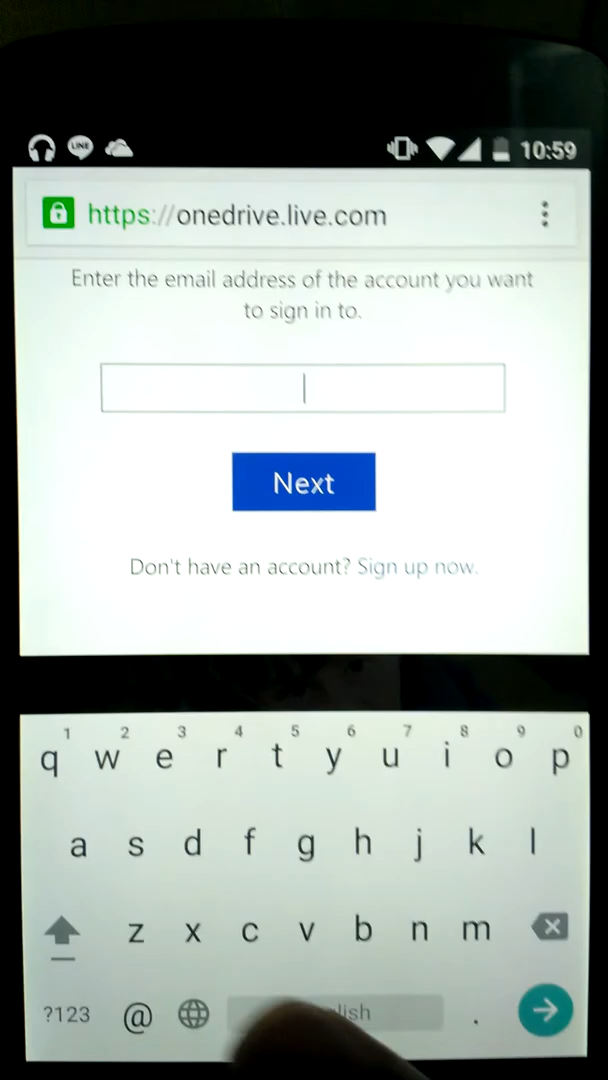 LINE 10:59
https://onedrive.live.com
Enter the email address of the account you want
to sign in to.
Next
Don't have an account? Sign up now.
1 2 3 4 5 6 7 8 9 0
q w e r t y u i o p
a s d f g h j k l
z x c v b n m
?123 @ .